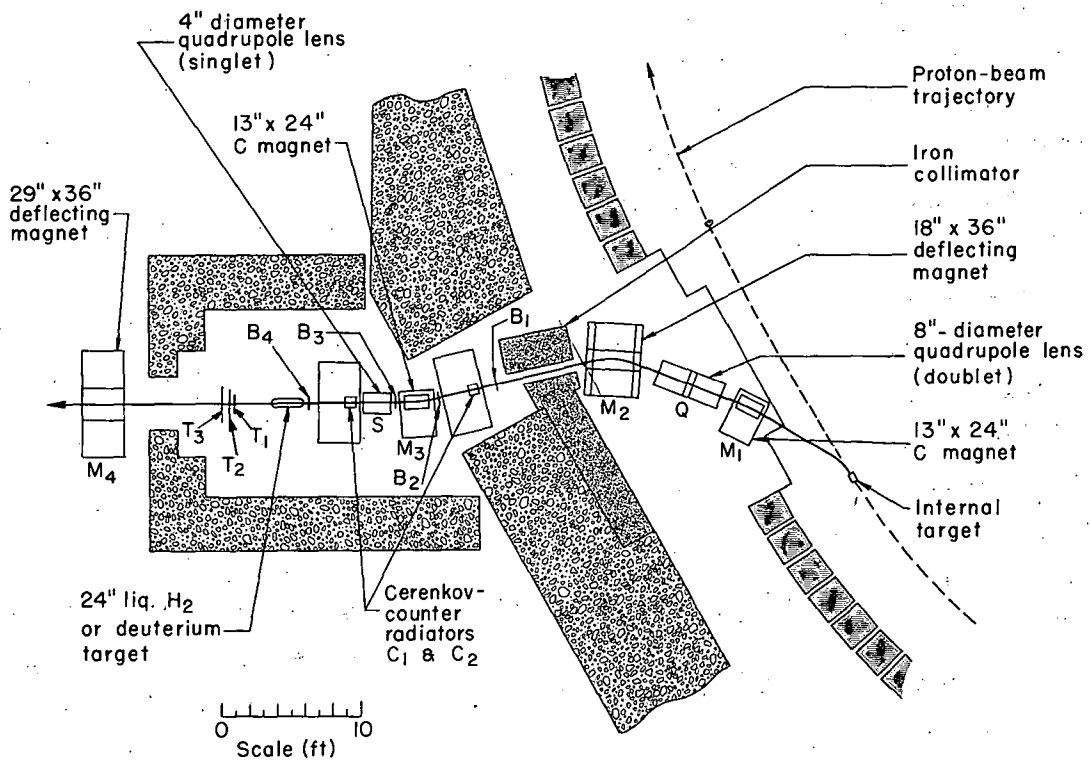 4" diameter
quadrupole lens
(singlet)
13" x 24"
C magnet
29" x 36"
deflecting
magnet
Proton-beam
trajectory
Iron
collimator
18" x 36"
deflecting
magnet
8"- diameter
quadrupole lens
(doublet)
13" x 24"
C magnet
Internal
target
B4
B3
B1
S
M3
B2
M2
Q
M1
T3
T2
T1
M4
24" liq. H2
or deuterium
target
Cerenkov-
counter
radiators
C1 & C2
0 10
Scale (ft)